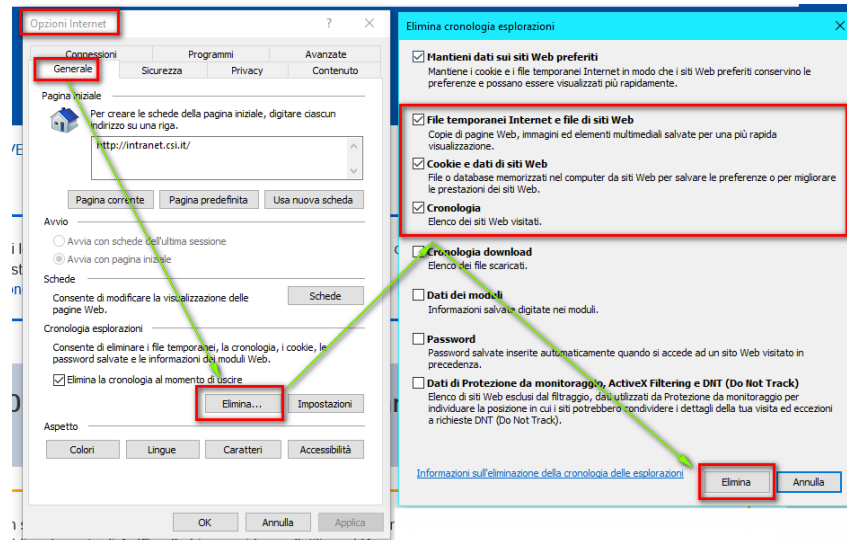 Opzioni Internet
Connessioni Programmi Avanzate
Generale Sicurezza Privacy Contenuto
Pagina iniziale
Per creare le schede della pagina iniziale, digitare ciascun
indirizzo su una riga.
http://intranet.csi.it/
Pagina corrente Pagina predefinita Usa nuova scheda
Avvio
Avvia con schede dell'ultima sessione
Avvia con pagina iniziale
Schede
Consente di modificare la visualizzazione delle
pagine Web.
Schede
Cronologia esplorazioni
Consente di eliminare i file temporanei, la cronologia, i cookie, le
password salvate e le informazioni dei moduli Web.
Elimina la cronologia al momento di uscire
Elimina... Impostazioni
Aspetto
Colori Lingue Caratteri Accessibilità
OK Annulla Applica
Elimina cronologia esplorazioni
Mantieni dati sui siti Web preferiti
Mantiene i cookie e i file temporanei Internet in modo che i siti Web preferiti conservino le
preferenze e possano essere visualizzati più rapidamente.
File temporanei Internet e file di siti Web
Copie di pagine Web, immagini ed elementi multimediali salvate per una più rapida
visualizzazione.
Cookie e dati di siti Web
File o database memorizzati nel computer da siti Web per salvare le preferenze o per migliorare
le prestazioni dei siti Web.
Cronologia
Elenco dei siti Web visitati.
Cronologia download
Elenco dei file scaricati.
Dati dei moduli
Informazioni salvate digitate nei moduli.
Password
Password salvate inserite automaticamente quando si accede ad un sito Web visitato in
precedenza.
Dati di Protezione da monitoraggio, ActiveX Filtering e DNT (Do Not Track)
Elenco di siti Web esclusi dal filtraggio, dati utilizzati da Protezione da monitoraggio per
individuare la posizione in cui i siti potrebbero condividere i dettagli della tua visita ed eccezioni
a richieste DNT (Do Not Track).
Informazioni sull'eliminazione della cronologia delle esplorazioni
Elimina Annulla